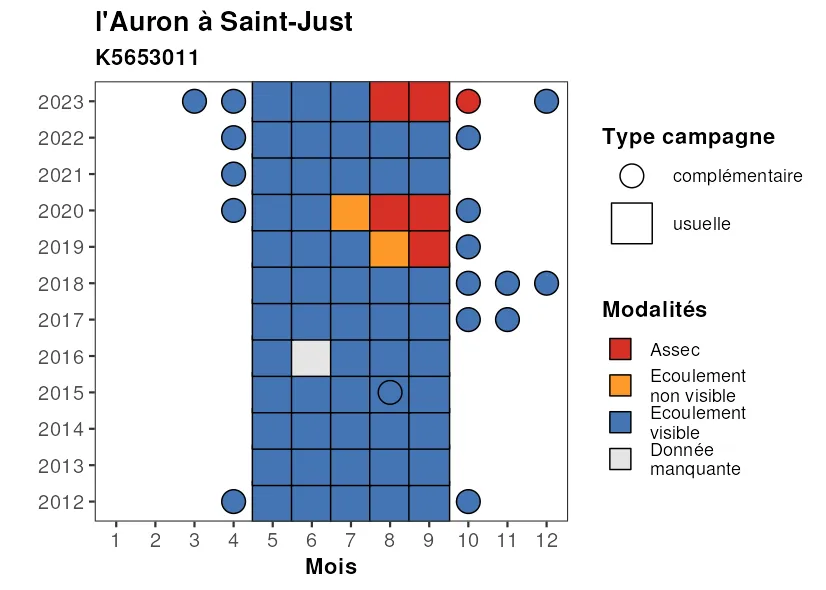 l'Auron à Saint-Just
K5653011
2023
2022
2021
2020
2019
2018
2017
2016
2015
2014
2013
2012
1 2 3 4 5 6 7 8 9 10 11 12
Mois
Type campagne
complémentaire
usuelle
Modalités
Assec
Ecoulement
non visible
Ecoulement
visible
Donnée
manquante